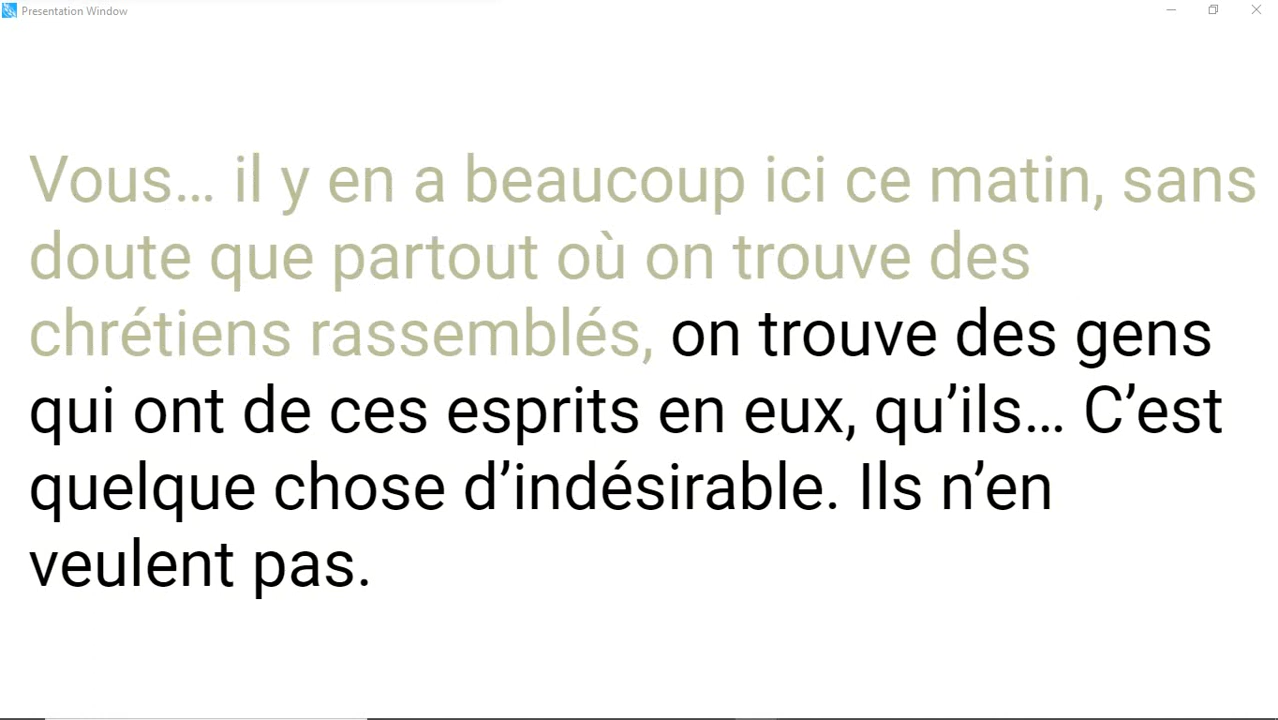 Presentation Window
Vous… il y en a beaucoup ici ce matin, sans
doute que partout où on trouve des
chrétiens rassemblés, on trouve des gens
qui ont de ces esprits en eux, qu’ils… C’est
quelque chose d’indésirable. Ils n’en
veulent pas.